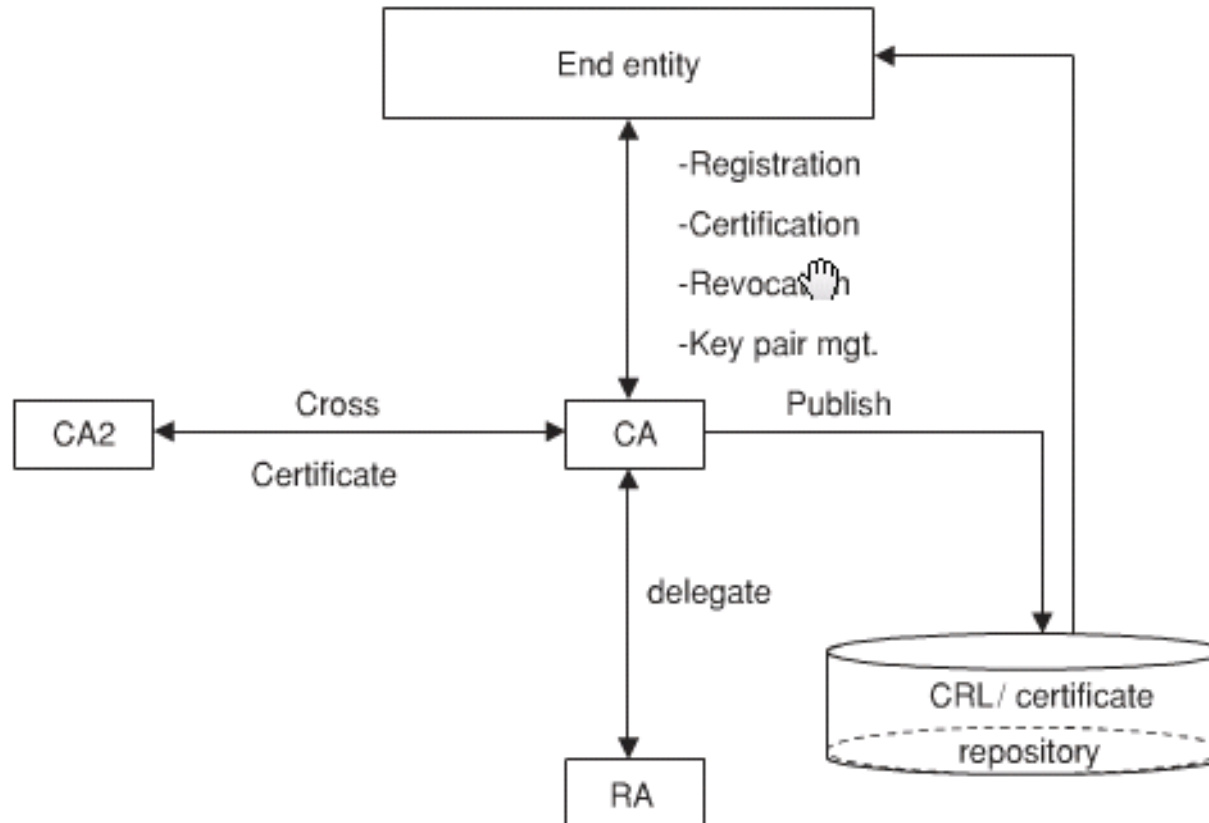 End entity
-Registration
-Certification
-Key pair mgt.
Cross
Certificate
CA2
CA
Publish
delegate
CRL/ certificate
repository
RA